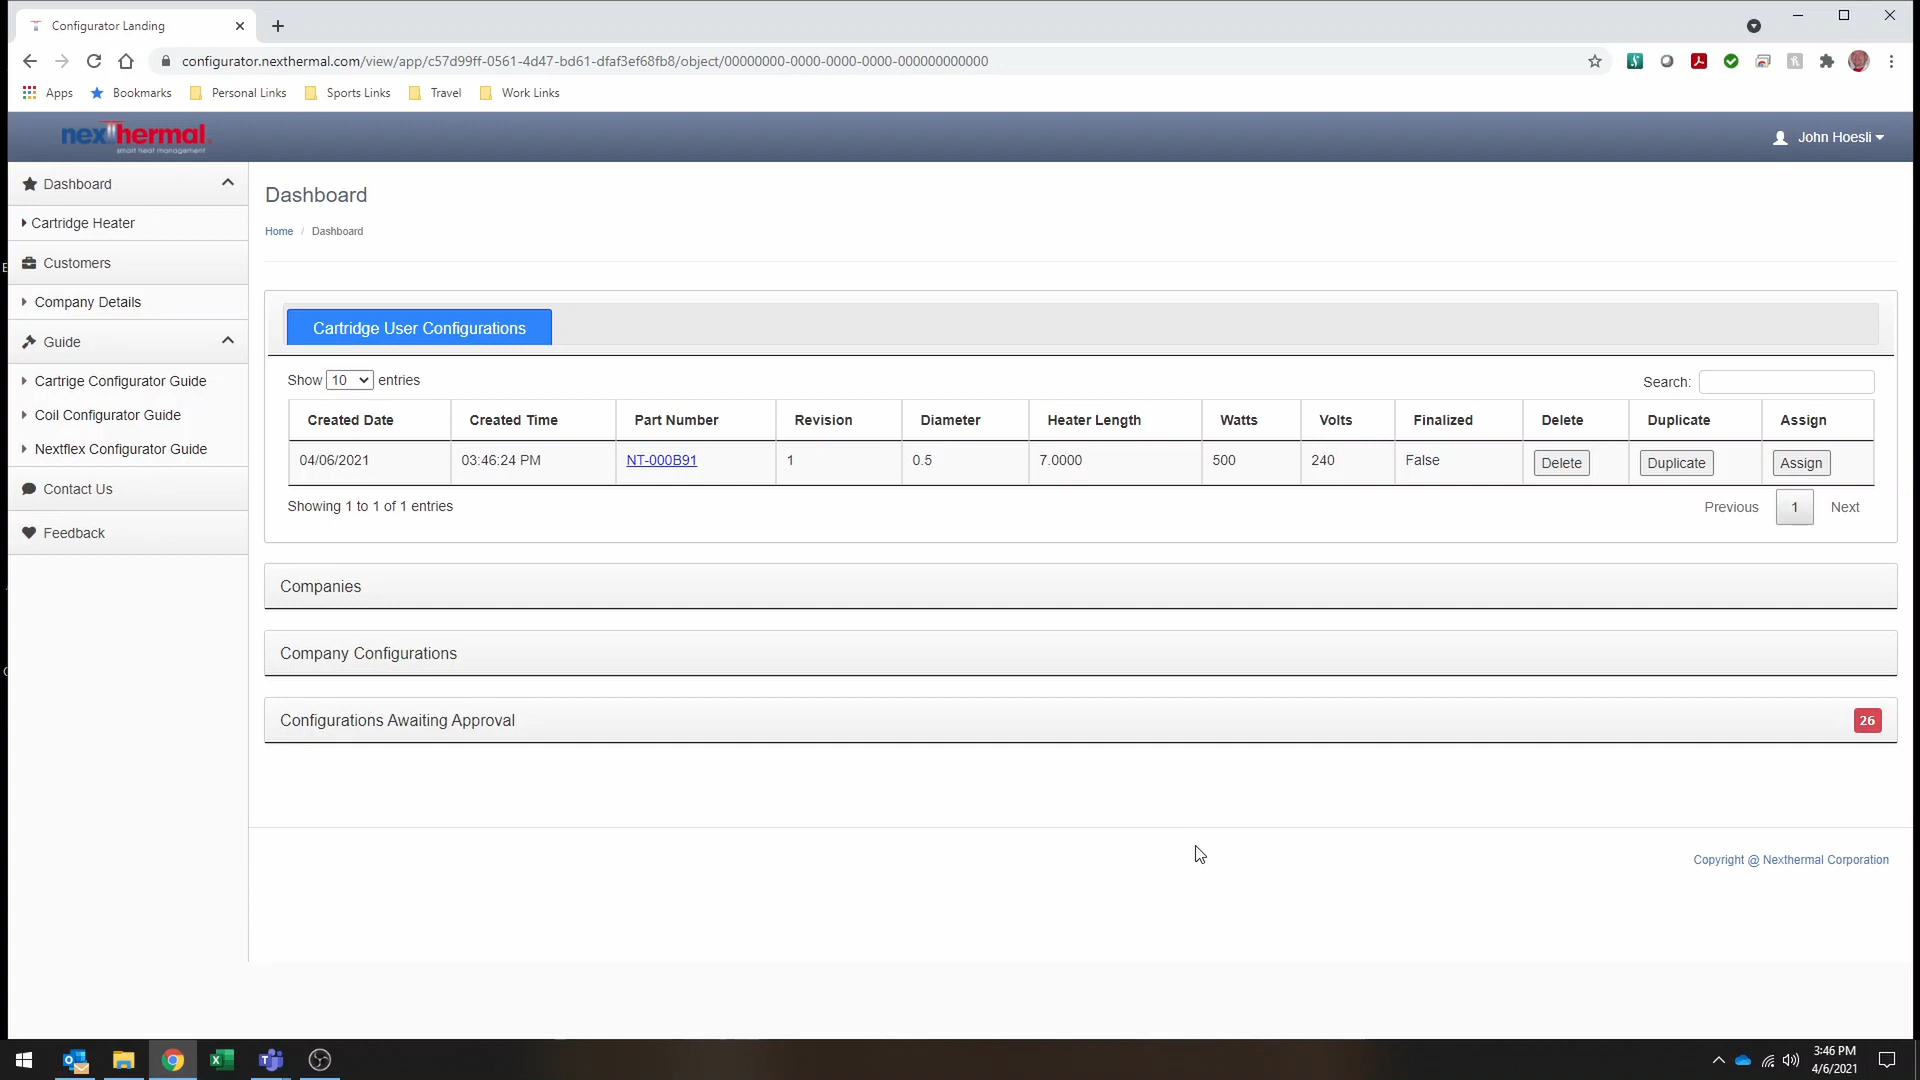 Configurator Landing
configurator.nexthermal.com/view/app/c57d99ff-0561-4d47-bd61-dfaf3ef68fb8/object/00000000-0000-0000-0000-000000000000
Apps Bookmarks Personal Links Sports Links Travel Work Links
nexthermal
smart heat management
John Hoesli
Dashboard
Cartridge Heater
Customers
Company Details
Guide
Cartrige Configurator Guide
Coil Configurator Guide
Nextflex Configurator Guide
Contact Us
Feedback
Dashboard
Home / Dashboard
Cartridge User Configurations
Show 10 entries
Search:
Created Date Created Time Part Number Revision Diameter Heater Length Watts Volts Finalized Delete Duplicate Assign
04/06/2021 03:46:24 PM NT-000B91 1 0.5 7.0000 500 240 False Delete Duplicate Assign
Showing 1 to 1 of 1 entries
Previous 1 Next
Companies
Company Configurations
Configurations Awaiting Approval 26
Copyright @ Nexthermal Corporation
3:46 PM
4/6/2021